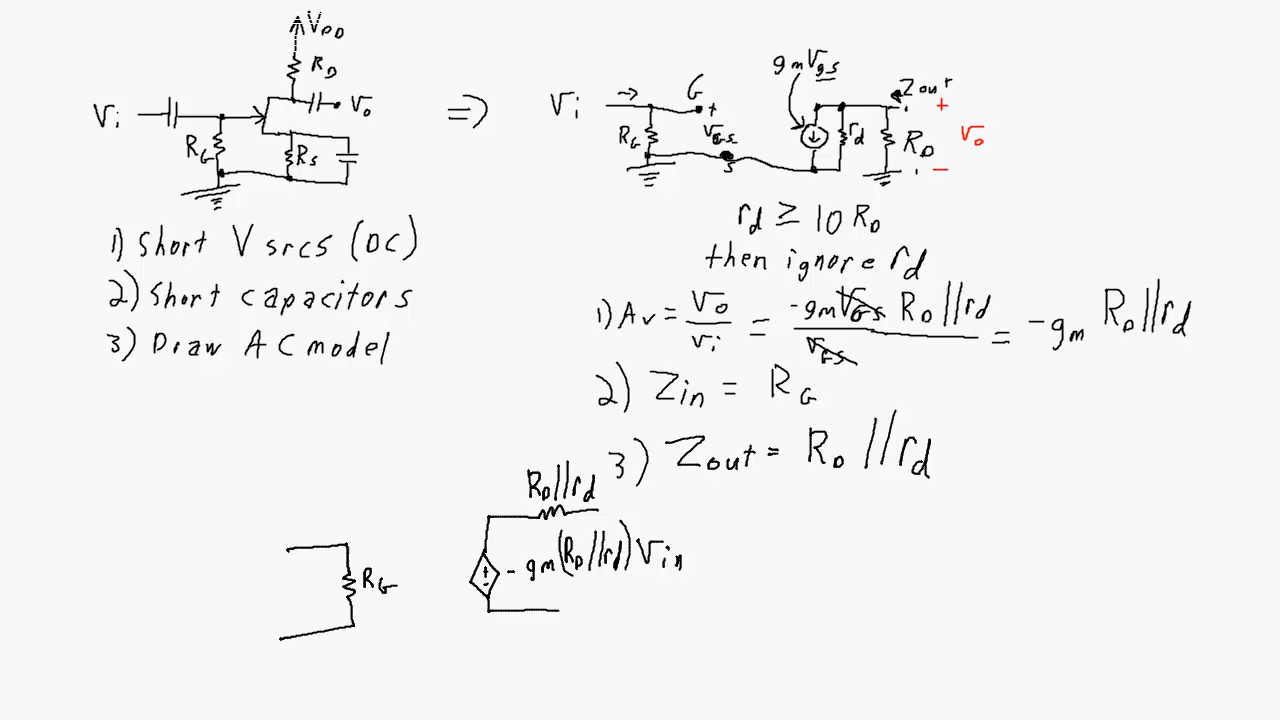 VDD
RD
Vi
Vo
RG
RS
=>
Vi
RG
G
+
VGS
S
gmVgs
rd
Zout
RD
+
Vo
-
1) Short V srcs (DC)
2) Short capacitors
3) Draw AC model
rd ≥ 10 RD
then ignore rd
1) Av = Vo/Vi = -gmVGS RD//rd / VGS = -gm RD//rd
2) Zin = RG
3) Zout = RD//rd
RG
RD//rd
+
-
-gm(RD//rd)Vin